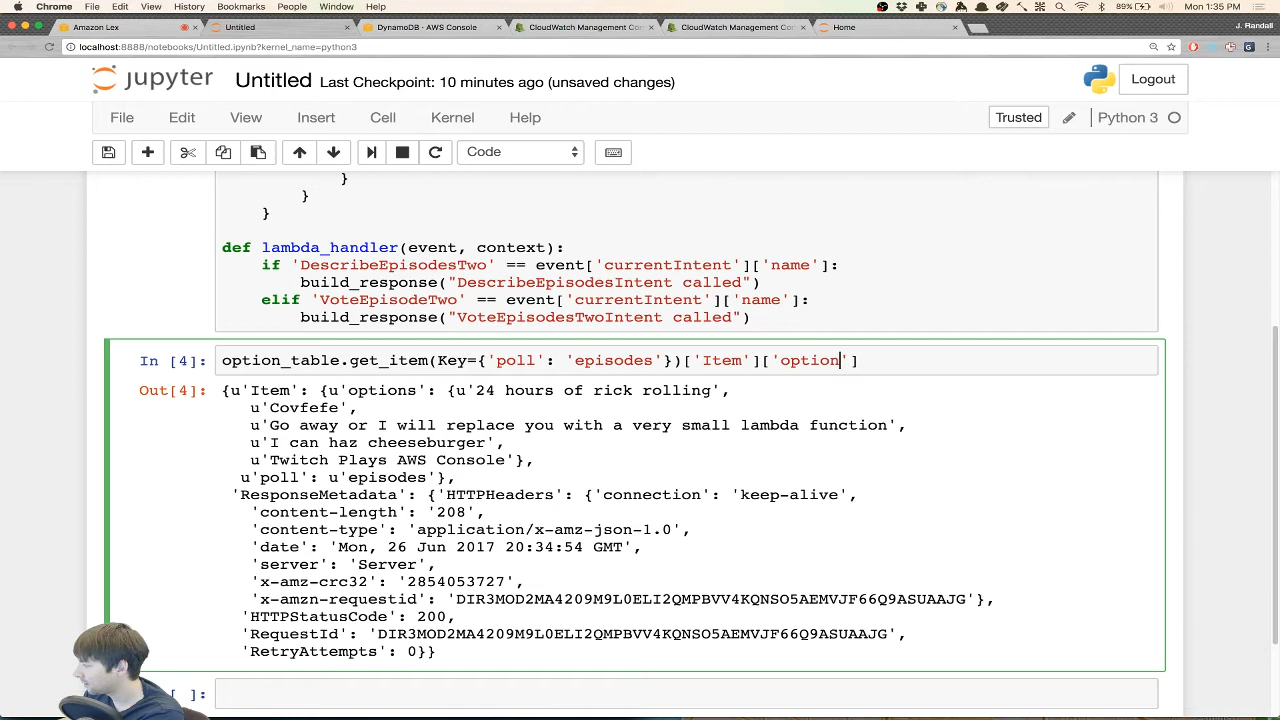 Chrome File Edit View History Bookmarks People Window Help 89% Mon 1:35 PM
J. Randall
Amazon Lex Untitled DynamoDB - AWS Console CloudWatch Management Con CloudWatch Management Con Home
localhost:8888/notebooks/Untitled.ipynb?kernel_name=python3
jupyter Untitled Last Checkpoint: 10 minutes ago (unsaved changes) Logout
File Edit View Insert Cell Kernel Help Trusted Python 3
Code
}
}
}
def lambda_handler(event, context):
if 'DescribeEpisodesTwo' == event['currentIntent']['name']:
build_response("DescribeEpisodesIntent called")
elif 'VoteEpisodeTwo' == event['currentIntent']['name']:
build_response("VoteEpisodesTwoIntent called")
In [4]: option_table.get_item(Key={'poll': 'episodes'})['Item']['option']
Out[4]: {u'Item': {u'options': {u'24 hours of rick rolling',
u'Covfefe',
u'Go away or I will replace you with a very small lambda function',
u'I can haz cheeseburger',
u'Twitch Plays AWS Console'},
u'poll': u'episodes'},
'ResponseMetadata': {'HTTPHeaders': {'connection': 'keep-alive',
'content-length': '208',
'content-type': 'application/x-amz-json-1.0',
'date': 'Mon, 26 Jun 2017 20:34:54 GMT',
'server': 'Server',
'x-amz-crc32': '2854053727',
'x-amzn-requestid': 'DIR3MOD2MA4209M9L0ELI2QMPBVV4KQNSO5AEMVJF66Q9ASUAAJG'},
'HTTPStatusCode': 200,
'RequestId': 'DIR3MOD2MA4209M9L0ELI2QMPBVV4KQNSO5AEMVJF66Q9ASUAAJG',
'RetryAttempts': 0}}
]: